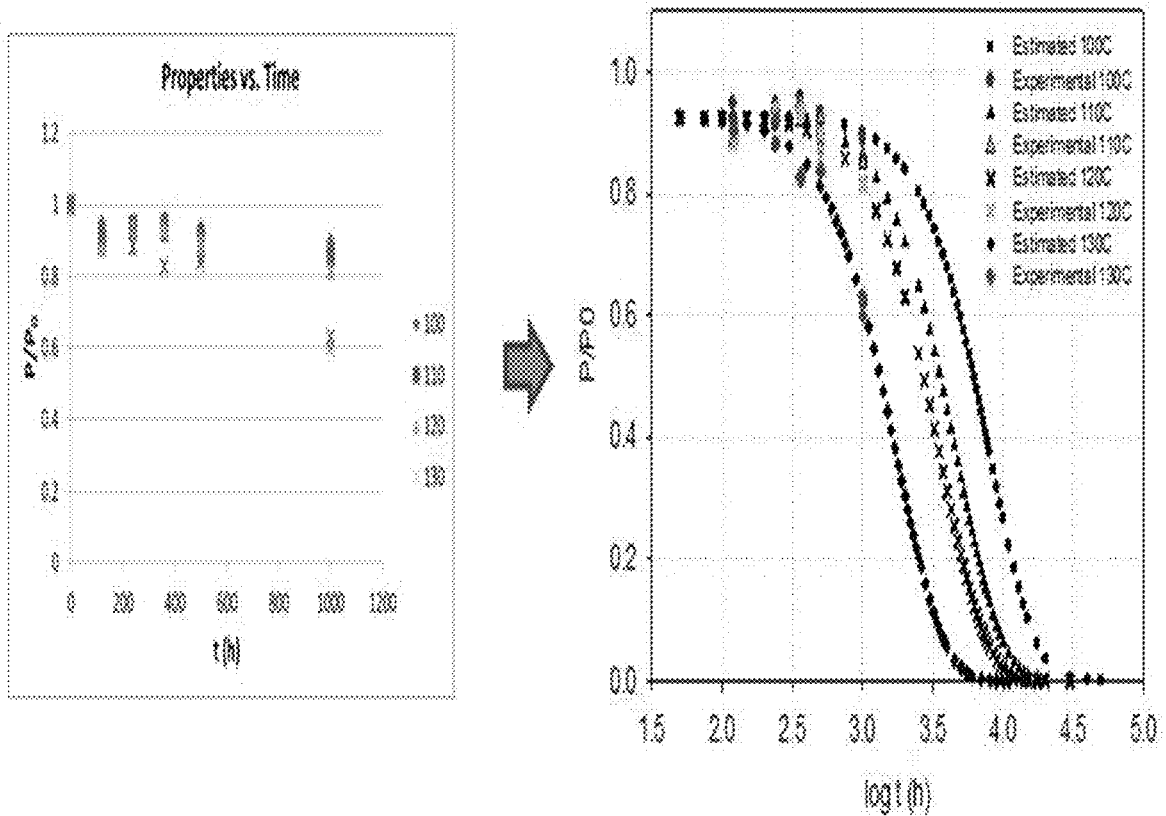 Properties vs. Time
1.2
1
0.8
0.6
0.4
0.2
0
0 200 400 600 800 1000 1200
P/P₀
t (h)
100
110
120
130
1.0
0.8
0.6
0.4
0.2
0.0
1.5 2.0 2.5 3.0 3.5 4.0 4.5 5.0
P/P0
log t (h)
Estimated 100C
Experimental 100C
Estimated 110C
Experimental 110C
Estimated 120C
Experimental 120C
Estimated 130C
Experimental 130C